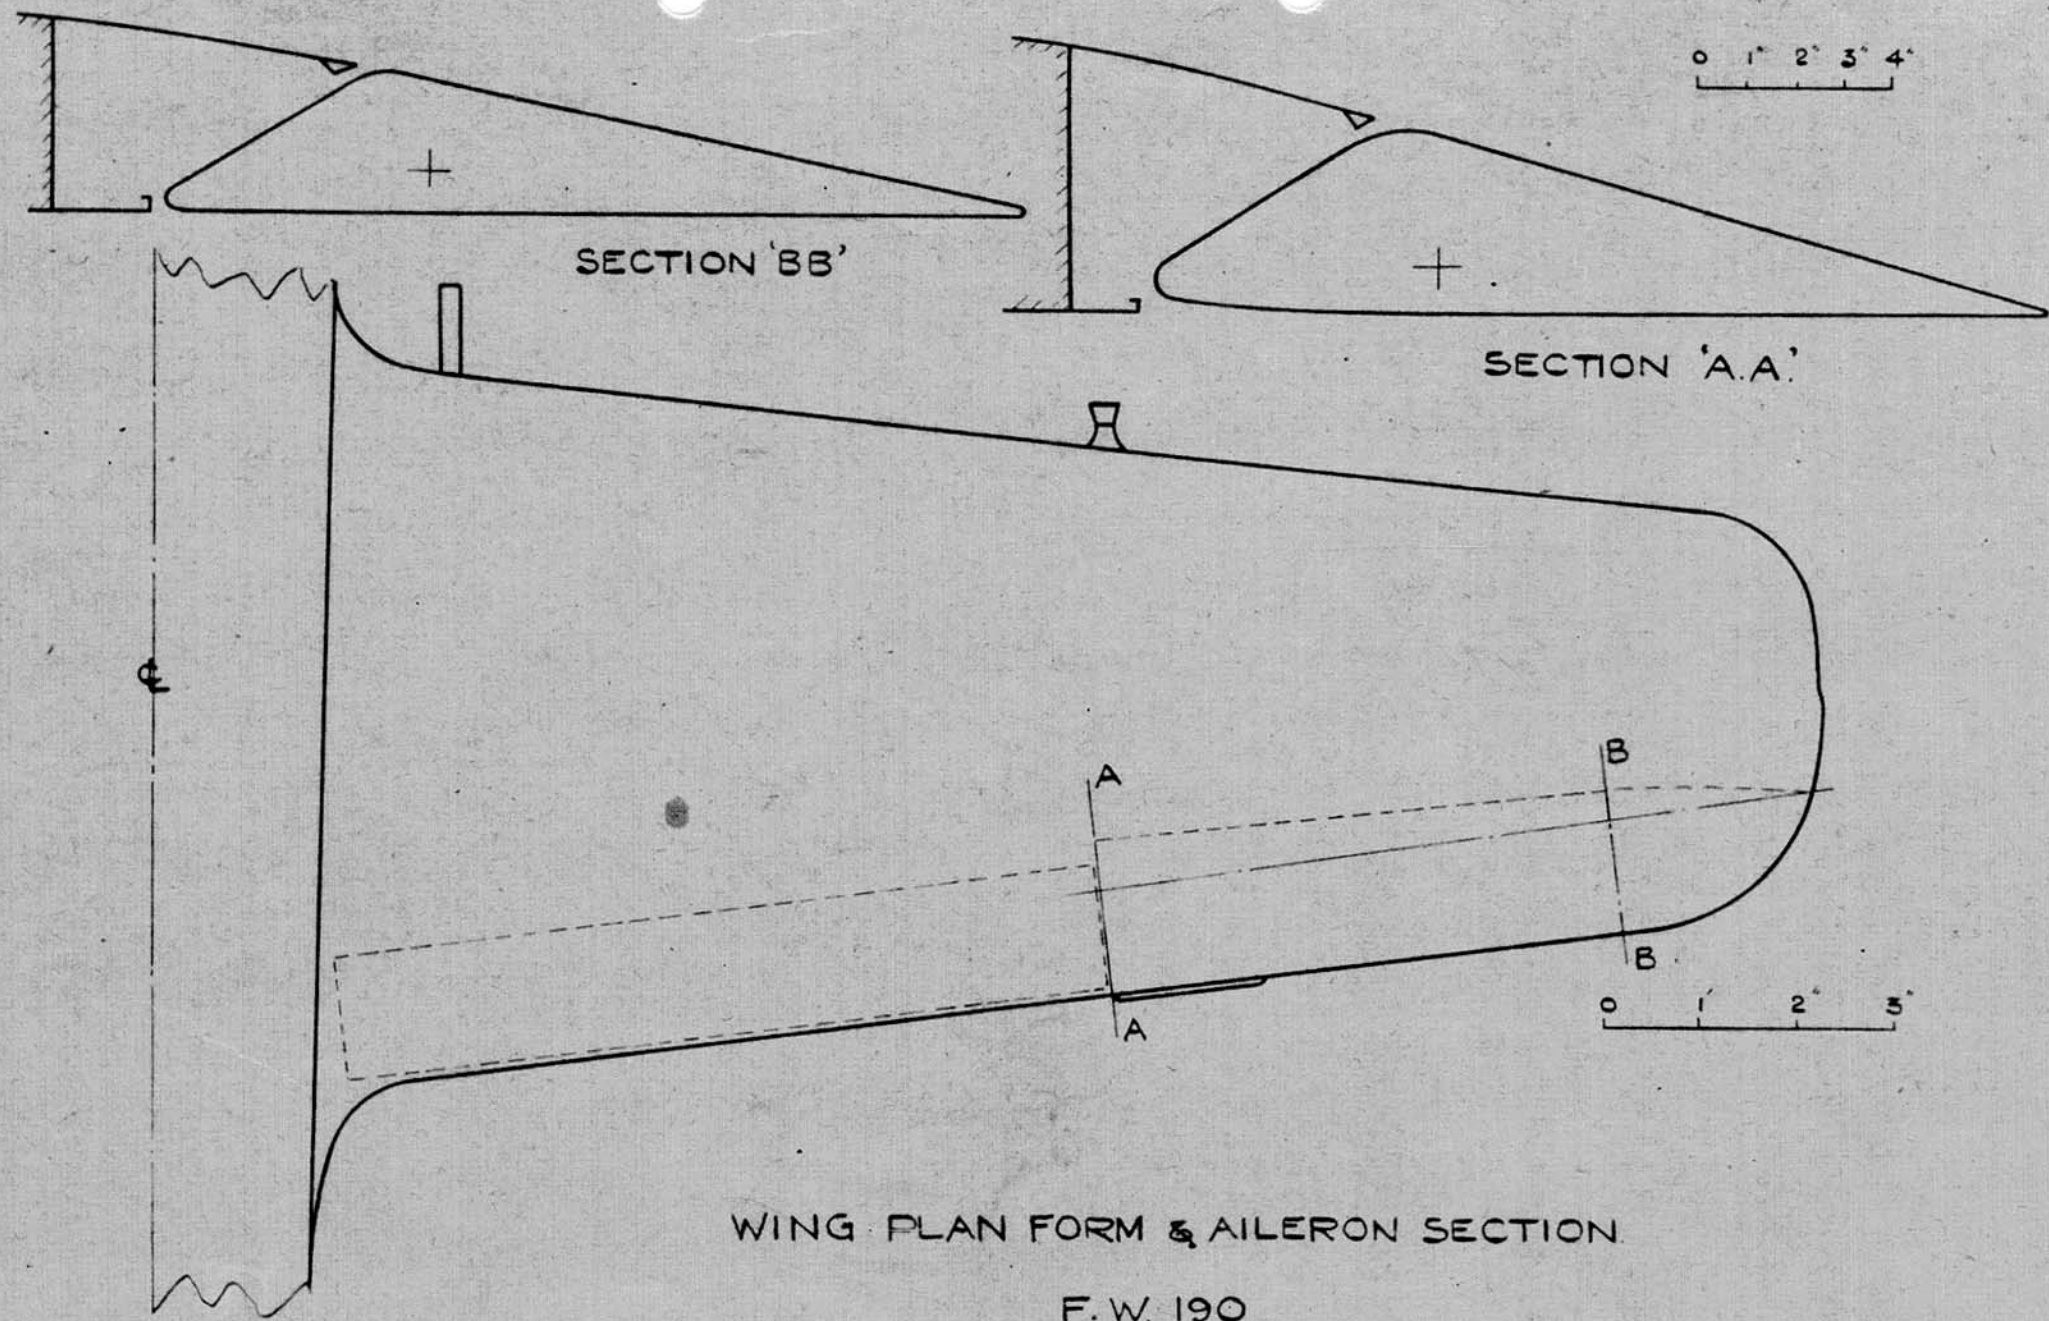 0 1" 2" 3" 4"
SECTION 'BB'
SECTION 'A.A.'
℄
A
B
B
A
0 1' 2" 3"
WING PLAN FORM & AILERON SECTION
F. W. 190